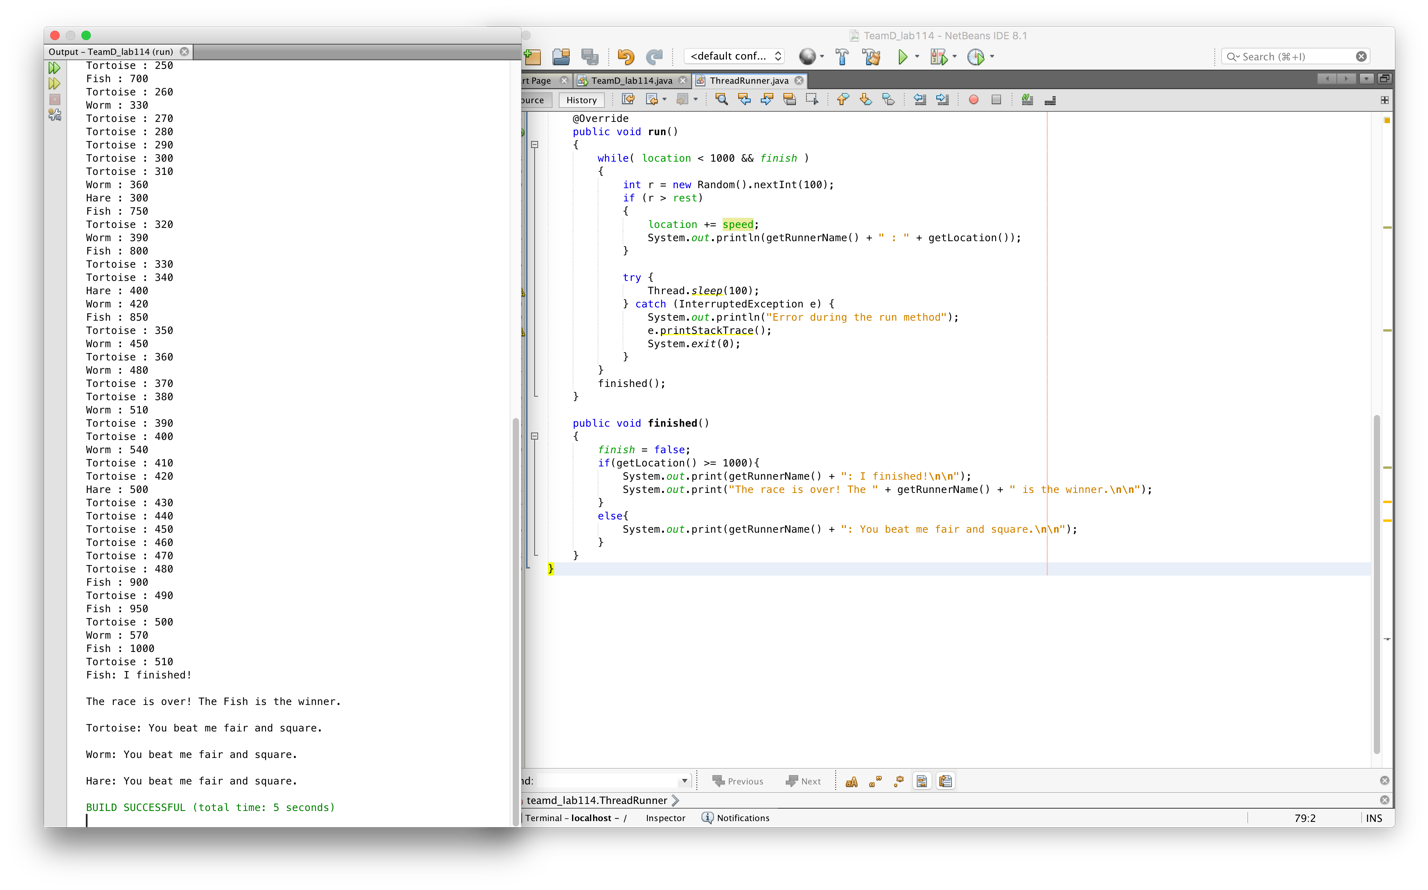 TeamD_lab114 - NetBeans IDE 8.1
Output - TeamD_lab114 (run)
Tortoise : 250
Fish : 700
Tortoise : 260
Worm : 330
Tortoise : 270
Tortoise : 280
Tortoise : 290
Tortoise : 300
Tortoise : 310
Worm : 360
Hare : 300
Fish : 750
Tortoise : 320
Worm : 390
Fish : 800
Tortoise : 330
Tortoise : 340
Hare : 400
Worm : 420
Fish : 850
Tortoise : 350
Worm : 450
Tortoise : 360
Worm : 480
Tortoise : 370
Tortoise : 380
Worm : 510
Tortoise : 390
Tortoise : 400
Worm : 540
Tortoise : 410
Tortoise : 420
Hare : 500
Tortoise : 430
Tortoise : 440
Tortoise : 450
Tortoise : 460
Tortoise : 470
Tortoise : 480
Fish : 900
Tortoise : 490
Fish : 950
Tortoise : 500
Worm : 570
Fish : 1000
Tortoise : 510
Fish: I finished!
The race is over! The Fish is the winner.
Tortoise: You beat me fair and square.
Worm: You beat me fair and square.
Hare: You beat me fair and square.
BUILD SUCCESSFUL (total time: 5 seconds)
<default conf...
Search (⌘+I)
rt Page TeamD_lab114.java ThreadRunner.java
ource History
@Override
public void run()
{
while( location < 1000 && finish )
{
int r = new Random().nextInt(100);
if (r > rest)
{
location += speed;
System.out.println(getRunnerName() + " : " + getLocation());
}
try {
Thread.sleep(100);
} catch (InterruptedException e) {
System.out.println("Error during the run method");
e.printStackTrace();
System.exit(0);
}
}
finished();
}
public void finished()
{
finish = false;
if(getLocation() >= 1000){
System.out.print(getRunnerName() + ": I finished!\n\n");
System.out.print("The race is over! The " + getRunnerName() + " is the winner.\n\n");
}
else{
System.out.print(getRunnerName() + ": You beat me fair and square.\n\n");
}
}
}
nd: Previous Next
teamd_lab114.ThreadRunner
Terminal - localhost - / Inspector Notifications 79:2 INS